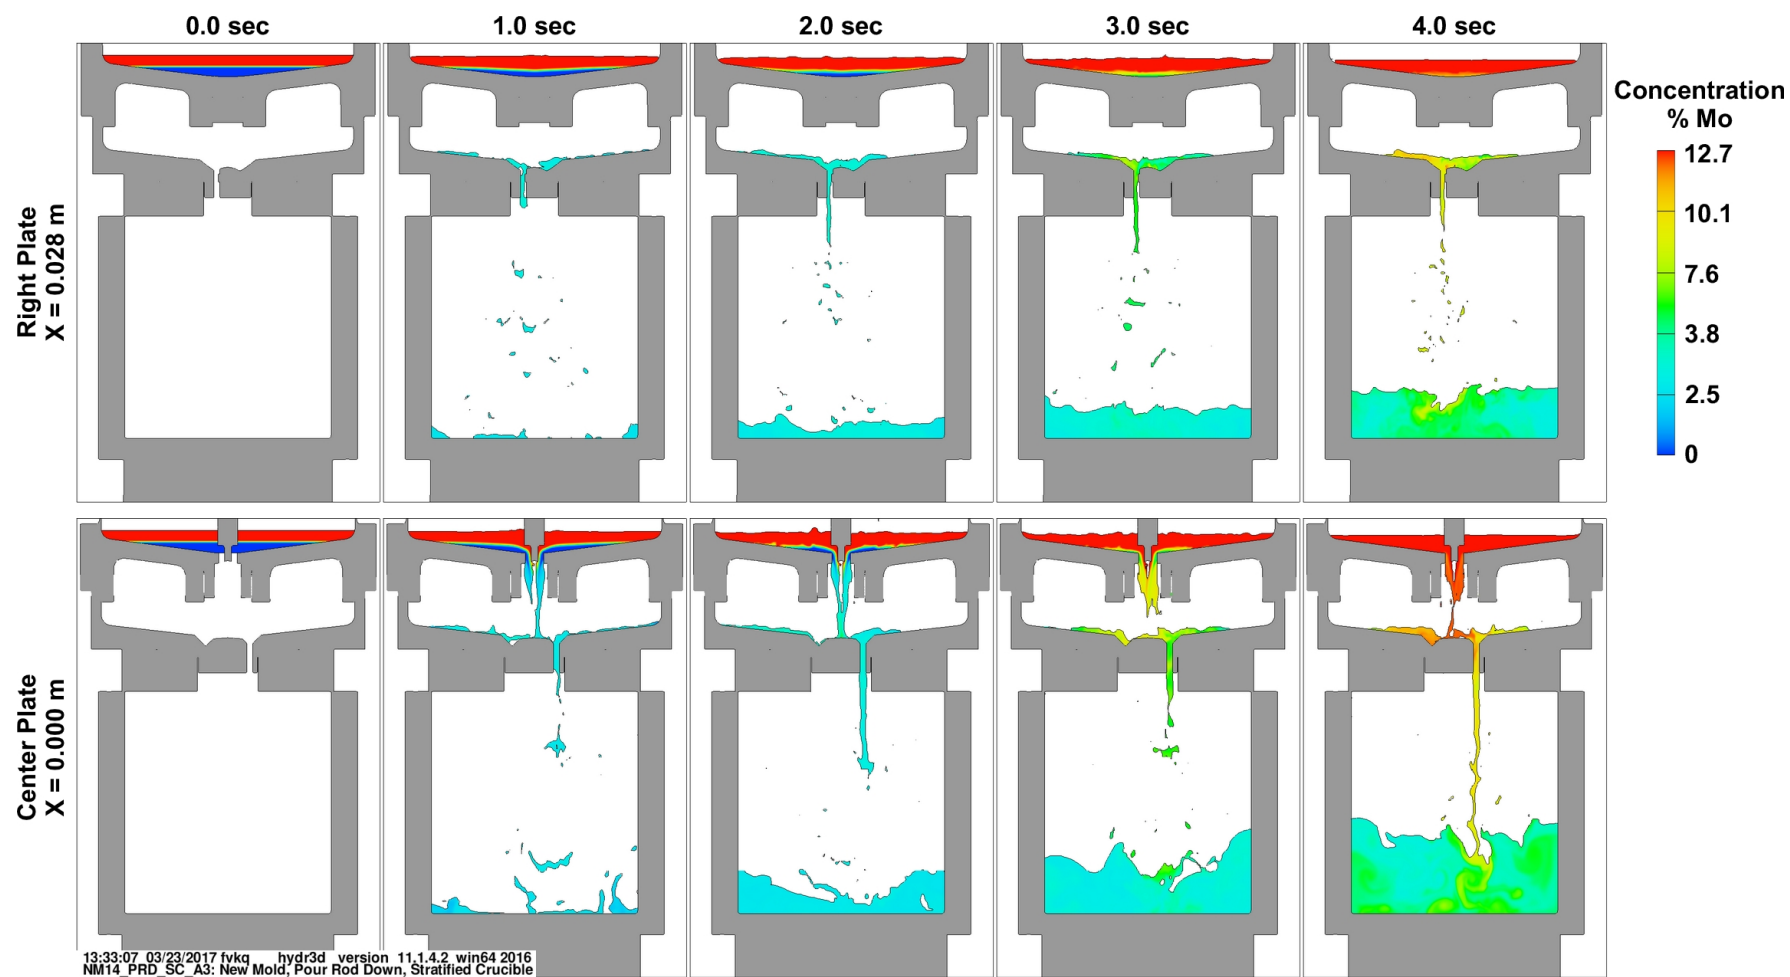 0.0 sec 1.0 sec 2.0 sec 3.0 sec 4.0 sec
Concentration
% Mo
12.7
10.1
7.6
3.8
2.5
0
Right Plate
X = 0.028 m
Center Plate
X = 0.000 m
13:33:07 03/23/2017 fvkq hydr3d version 11.1.4.2 win64 2016
NM14_PRD_SC_A3: New Mold, Pour Rod Down, Stratified Crucible